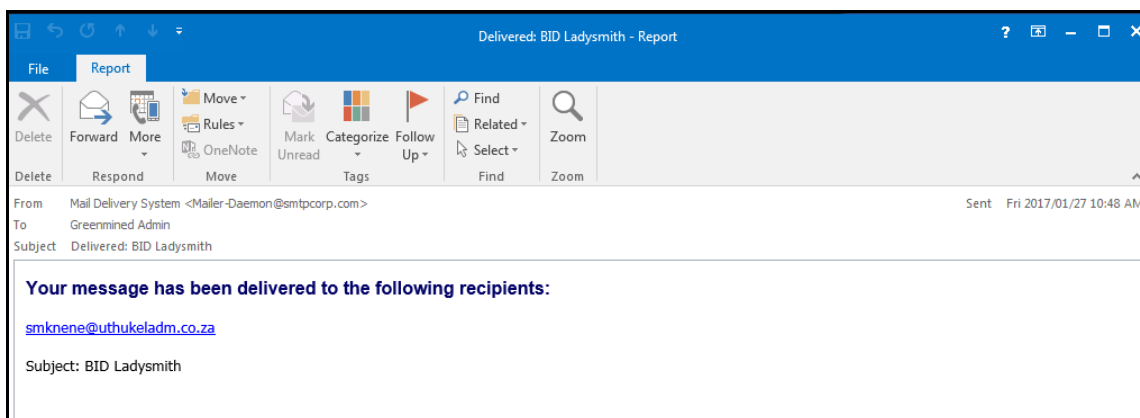 Delivered: BID Ladysmith - Report
File Report
Delete Forward More Move Rules OneNote Mark Unread Categorize Follow Up Find Related Select Zoom
Delete Respond Move Tags Find Zoom
From Mail Delivery System <Mailer-Daemon@smtpcorp.com> Sent Fri 2017/01/27 10:48 AM
To Greenmined Admin
Subject Delivered: BID Ladysmith
Your message has been delivered to the following recipients:
smknene@uthukeladm.co.za
Subject: BID Ladysmith